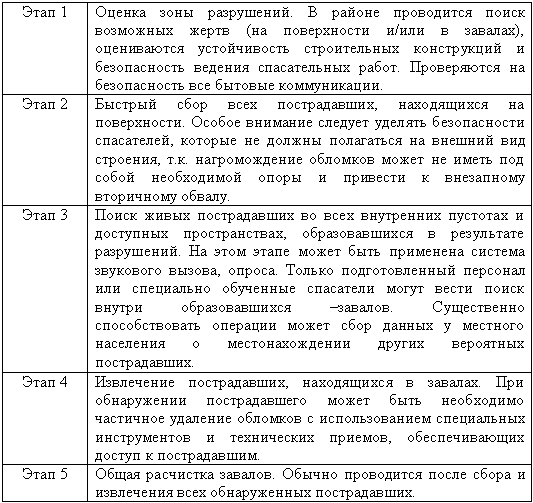 Этап 1 Оценка зоны разрушений. В районе проводится поиск
возможных жертв (на поверхности и/или в завалах),
оцениваются устойчивость строительных конструкций и
безопасность ведения спасательных работ. Проверяются на
безопасность все бытовые коммуникации.
Этап 2 Быстрый сбор всех пострадавших, находящихся на
поверхности. Особое внимание следует уделять безопасности
спасателей, которые не должны полагаться на внешний вид
строения, т.к. нагромождение обломков может не иметь под
собой необходимой опоры и привести к внезапному
вторичному обвалу.
Этап 3 Поиск живых пострадавших во всех внутренних пустотах и
доступных пространствах, образовавшихся в результате
разрушений. На этом этапе может быть применена система
звукового вызова, опроса. Только подготовленный персонал
или специально обученные спасатели могут вести поиск
внутри образовавшихся –завалов. Существенно
способствовать операции может сбор данных у местного
населения о местонахождении других вероятных
пострадавших.
Этап 4 Извлечение пострадавших, находящихся в завалах. При
обнаружении пострадавшего может быть необходимо
частичное удаление обломков с использованием специальных
инструментов и технических приемов, обеспечивающих
доступ к пострадавшим.
Этап 5 Общая расчистка завалов. Обычно проводится после сбора и
извлечения всех обнаруженных пострадавших.